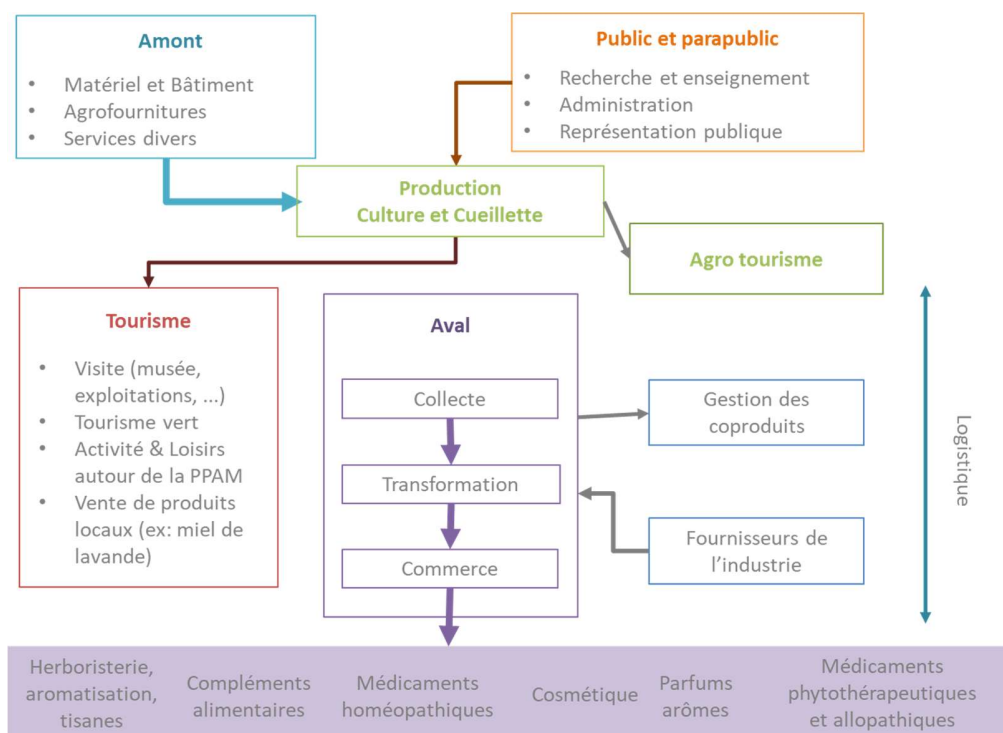 Amont
• Matériel et Bâtiment
• Agrofournitures
• Services divers
Public et parapublic
• Recherche et enseignement
• Administration
• Représentation publique
Production
Culture et Cueillette
Agro tourisme
Tourisme
• Visite (musée,
exploitations, ...)
• Tourisme vert
• Activité & Loisirs
autour de la PPAM
• Vente de produits
locaux (ex: miel de
lavande)
Aval
Collecte
Transformation
Commerce
Gestion des
coproduits
Fournisseurs de
l’industrie
Logistique
Herboristerie,
aromatisation,
tisanes
Compléments
alimentaires
Médicaments
homéopathiques
Cosmétique
Parfums
arômes
Médicaments
phytothérapeutiques
et allopathiques